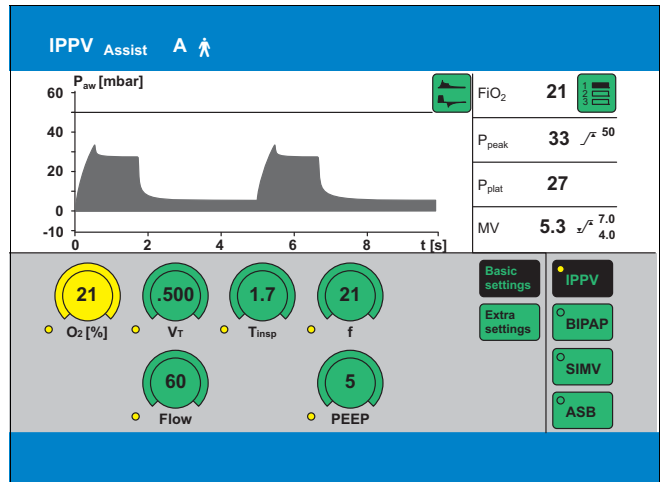 IPPV Assist A
Paw [mbar]
60
40
20
0
-10
0 2 4 6 8 t [s]
FiO2 21
1
2
3
Ppeak 33 50
Pplat 27
MV 5.3 7.0
4.0
21 .500 1.7 21
O2 [%] VT Tinsp f
60 5
Flow PEEP
Basic
settings
Extra
settings
IPPV
BIPAP
SIMV
ASB